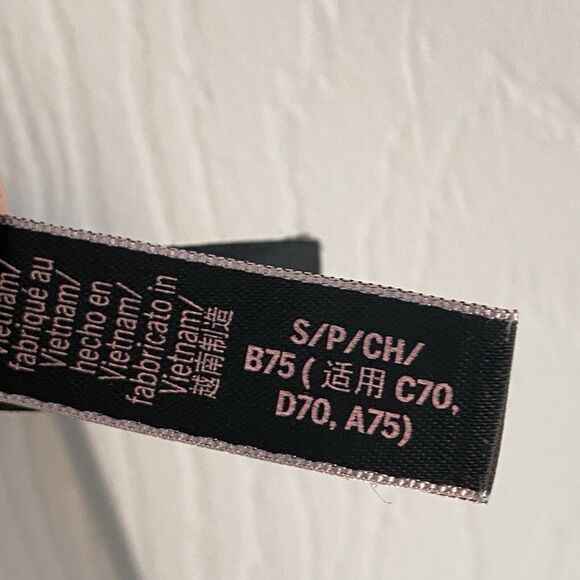 Vietnam/
fabriqué au
Vietnam/
hecho en
Vietnam/
fabbricato in
Vietnam/
越南制造
S/P/CH/
B75 ( 适用 C70,
D70, A75)